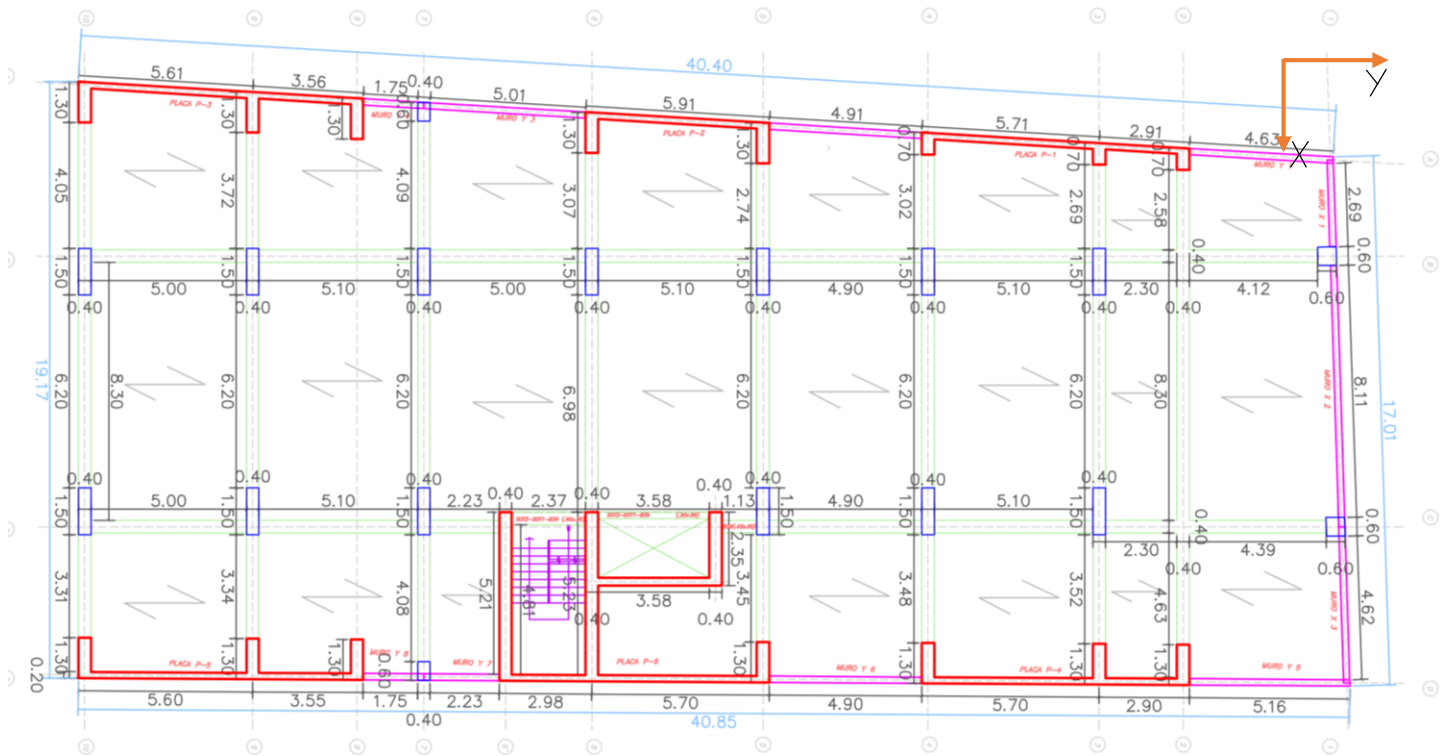 40.40
y
X
5.61 3.56 1.75 0.40 5.01 5.91 4.91 5.71 2.91 4.63
PLACA P-3 MURO Y 3 PLACA P-2 PLACA P-1 MURO Y
1.30 1.30 1.30 0.60 1.30 1.30 0.70 0.70 0.70
4.05 3.72 4.09 3.07 2.74 3.02 2.69 2.58 MURO X 1 2.69
1.50 1.50 1.50 1.50 1.50 1.50 1.50 0.40 0.60
5.00 5.10 5.00 5.10 4.90 5.10 2.30 4.12 0.60
0.40 0.40 0.40 0.40 0.40 0.40 0.40 0.40
19.17 6.20 8.30 6.20 6.20 6.98 6.20 6.20 6.20 8.30 MURO X 2 8.11 17.01
0.40 0.40 0.40 0.40 0.40 0.40 0.40 0.40
1.50 5.00 1.50 5.10 1.50 2.23 2.37 3.58 1.13 1.50 4.90 1.50 5.10 1.50 0.40 0.60
2.30 4.39
0.40 0.60
3.31 3.34 4.08 5.21 4.81 5.23 2.35 3.45 3.48 3.52 4.63 MURO X 3 4.62
3.58
0.40 0.40
0.20 1.30 1.30 1.30 0.60 1.30 1.30 1.30 1.30
MURO Y 8 MURO Y 7 MURO Y 6 PLACA P-4 MURO Y 5
5.60 3.55 1.75 2.23 2.98 5.70 4.90 5.70 2.90 5.16
0.40 40.85